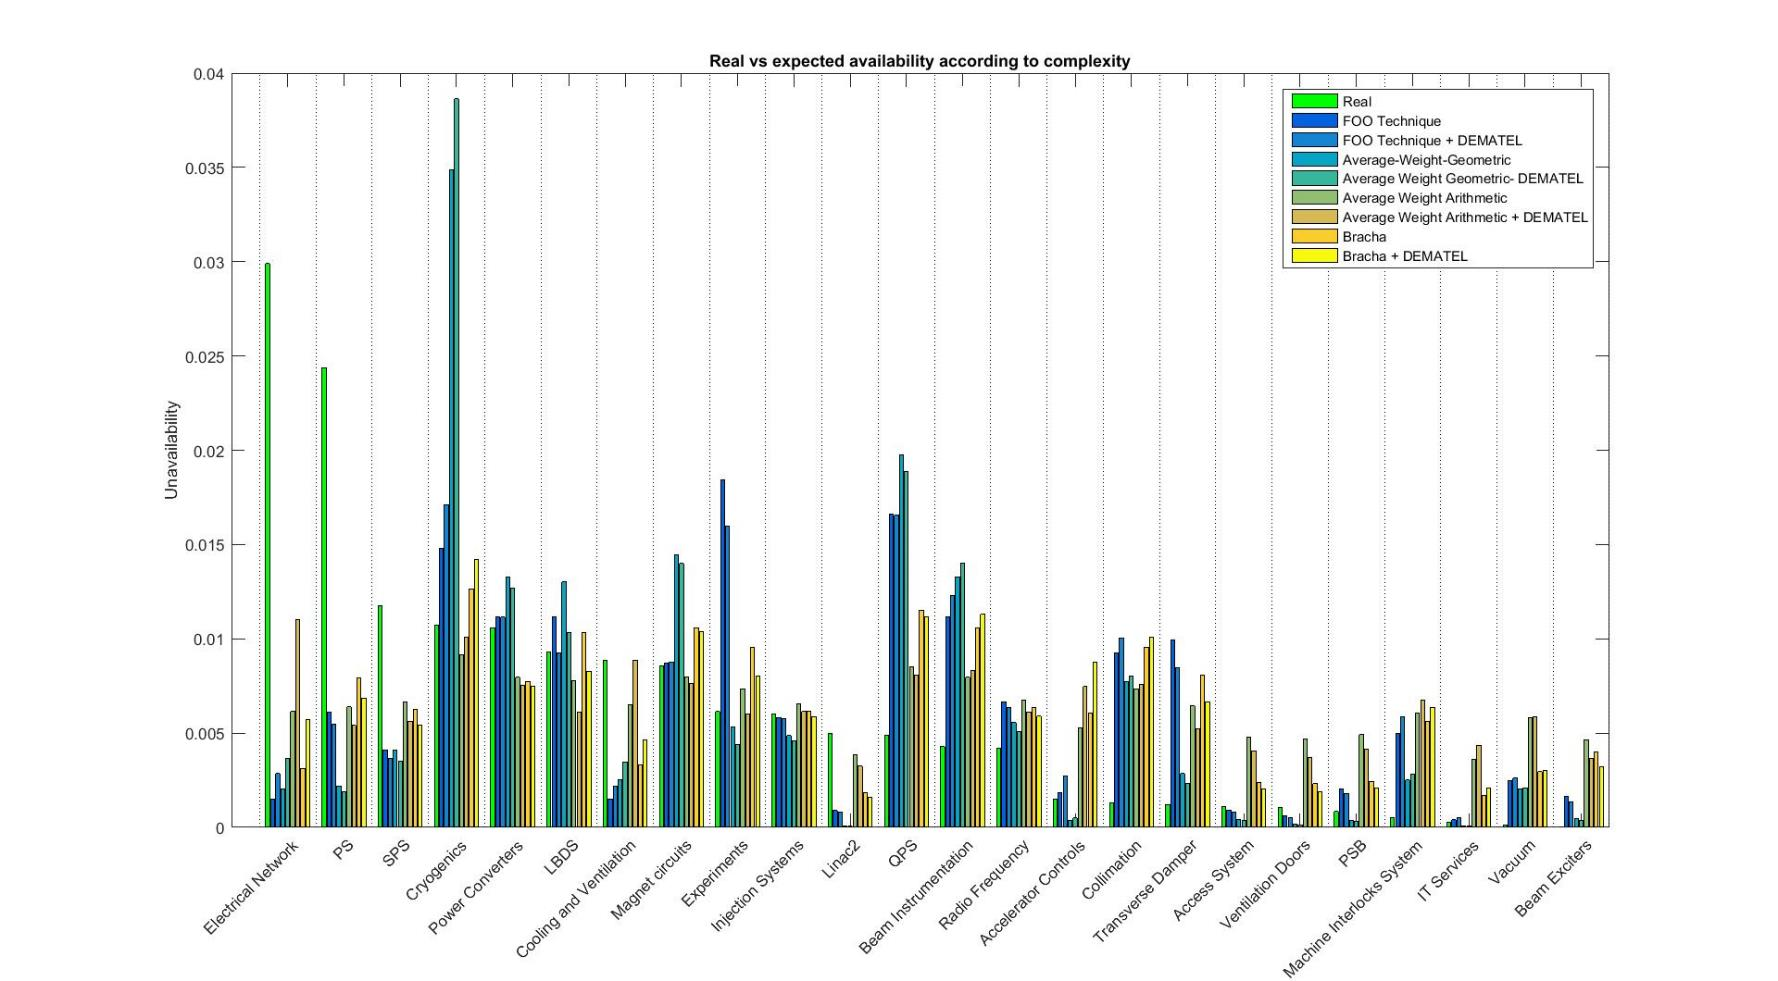 Real vs expected availability according to complexity
0.04
0.035
0.03
0.025
0.02
0.015
0.01
0.005
0
Unavailability
Real
FOO Technique
FOO Technique + DEMATEL
Average-Weight-Geometric
Average Weight Geometric- DEMATEL
Average Weight Arithmetic
Average Weight Arithmetic + DEMATEL
Bracha
Bracha + DEMATEL
Electrical Network
PS
SPS
Cryogenics
Power Converters
LBDS
Cooling and Ventilation
Magnet circuits
Experiments
Injection Systems
Linac2
QPS
Beam Instrumentation
Radio Frequency
Accelerator Controls
Collimation
Transverse Damper
Access System
Ventilation Doors
PSB
Machine Interlocks System
IT Services
Vacuum
Beam Exciters